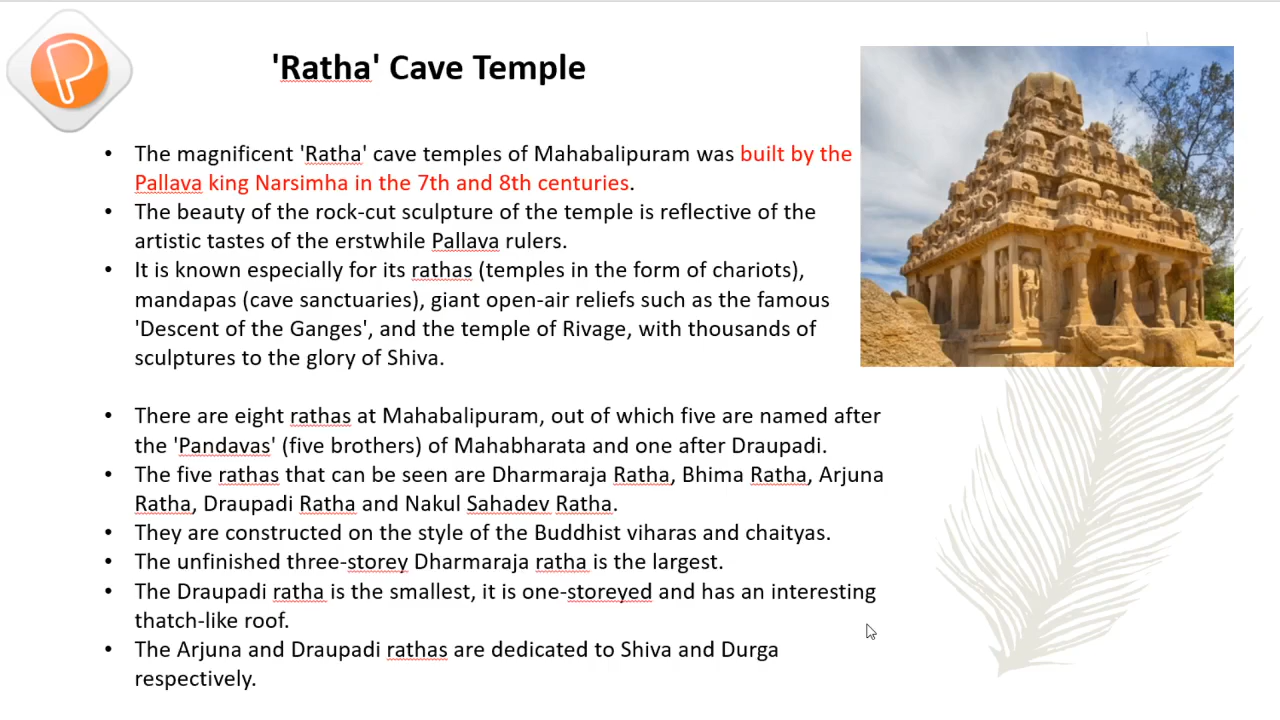 'Ratha' Cave Temple
• The magnificent 'Ratha' cave temples of Mahabalipuram was built by the
Pallava king Narsimha in the 7th and 8th centuries.
• The beauty of the rock-cut sculpture of the temple is reflective of the
artistic tastes of the erstwhile Pallava rulers.
• It is known especially for its rathas (temples in the form of chariots),
mandapas (cave sanctuaries), giant open-air reliefs such as the famous
'Descent of the Ganges', and the temple of Rivage, with thousands of
sculptures to the glory of Shiva.
• There are eight rathas at Mahabalipuram, out of which five are named after
the 'Pandavas' (five brothers) of Mahabharata and one after Draupadi.
• The five rathas that can be seen are Dharmaraja Ratha, Bhima Ratha, Arjuna
Ratha, Draupadi Ratha and Nakul Sahadev Ratha.
• They are constructed on the style of the Buddhist viharas and chaityas.
• The unfinished three-storey Dharmaraja ratha is the largest.
• The Draupadi ratha is the smallest, it is one-storeyed and has an interesting
thatch-like roof.
• The Arjuna and Draupadi rathas are dedicated to Shiva and Durga
respectively.